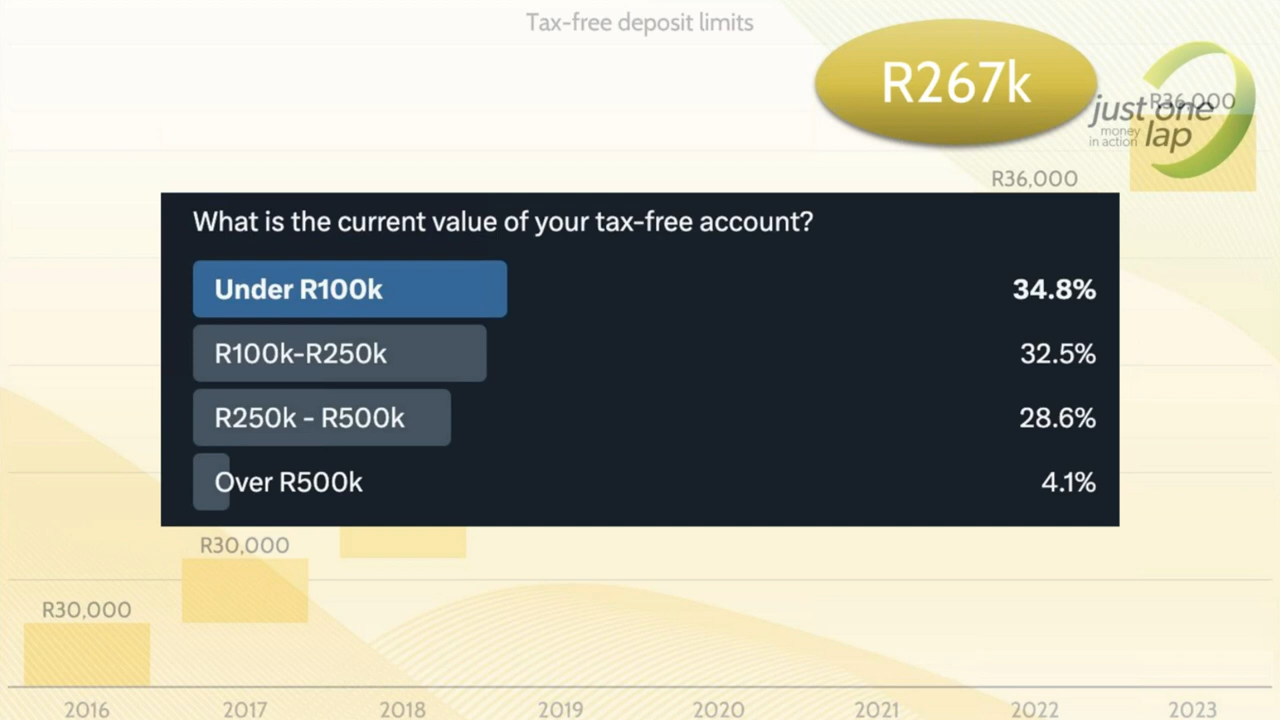 Tax-free deposit limits
R267k
R36,000
just one
money
in action
lap
R36,000
What is the current value of your tax-free account?
Under R100k
34.8%
R100k-R250k
32.5%
R250k - R500k
28.6%
Over R500k
4.1%
R30,000
R30,000
2016
2017
2018
2019
2020
2021
2022
2023